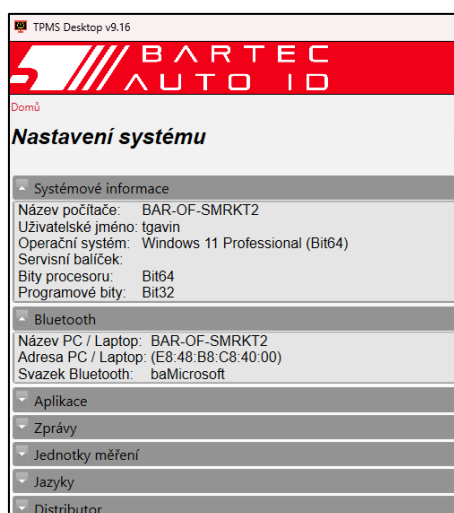 TPMS Desktop v9.16
BARTEC
AUTO ID
Domů
Nastavení systému
Systémové informace
Název počítače: BAR-OF-SMRKT2
Uživatelské jméno: tgavin
Operační systém: Windows 11 Professional (Bit64)
Servisní balíček:
Bity procesoru: Bit64
Programové bity: Bit32
Bluetooth
Název PC / Laptop: BAR-OF-SMRKT2
Adresa PC / Laptop: (E8:48:B8:C8:40:00)
Svazek Bluetooth: baMicrosoft
Aplikace
Zprávy
Jednotky měření
Jazyky
Distributor